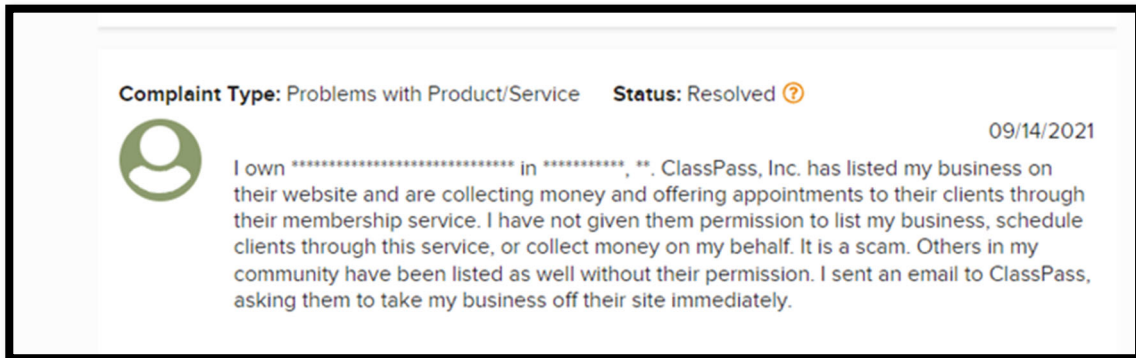 Complaint Type: Problems with Product/Service Status: Resolved ?
09/14/2021
I own ****************************** in ***********, **. ClassPass, Inc. has listed my business on
their website and are collecting money and offering appointments to their clients through
their membership service. I have not given them permission to list my business, schedule
clients through this service, or collect money on my behalf. It is a scam. Others in my
community have been listed as well without their permission. I sent an email to ClassPass,
asking them to take my business off their site immediately.